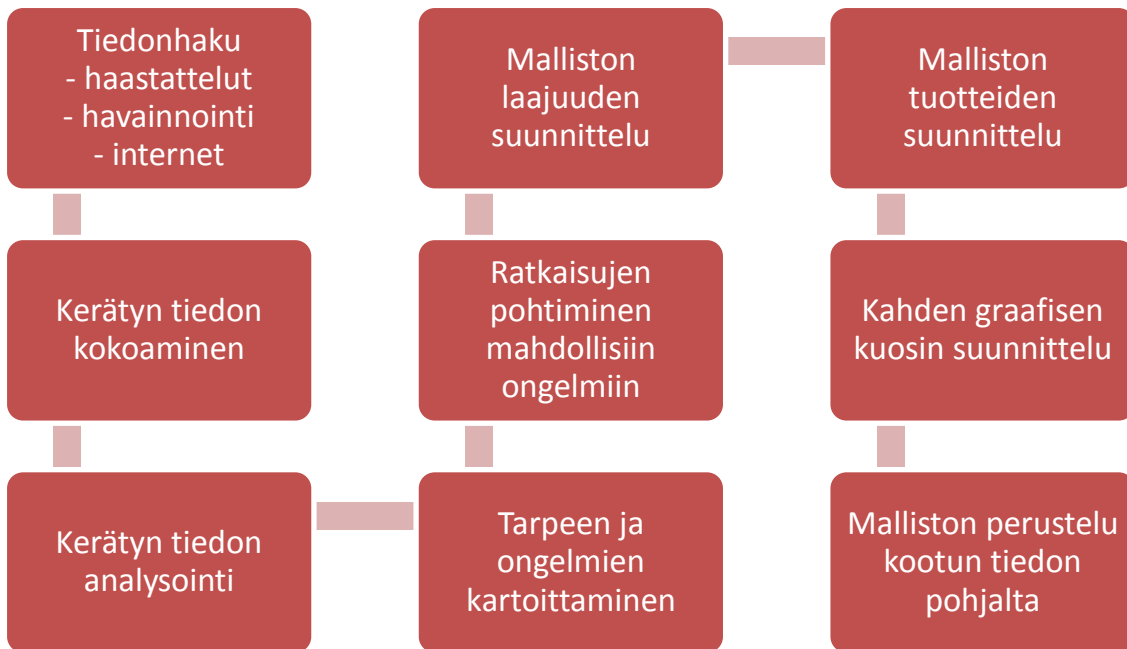 Tiedonhaku
- haastattelut
- havainnointi
- internet
Kerätyn tiedon
kokoaminen
Kerätyn tiedon
analysointi
Tarpeen ja
ongelmien
kartoittaminen
Ratkaisujen
pohtiminen
mahdollisiin
ongelmiin
Malliston
laajuuden
suunnittelu
Malliston
tuotteiden
suunnittelu
Kahden graafisen
kuosin suunnittelu
Malliston perustelu
kootun tiedon
pohjalta